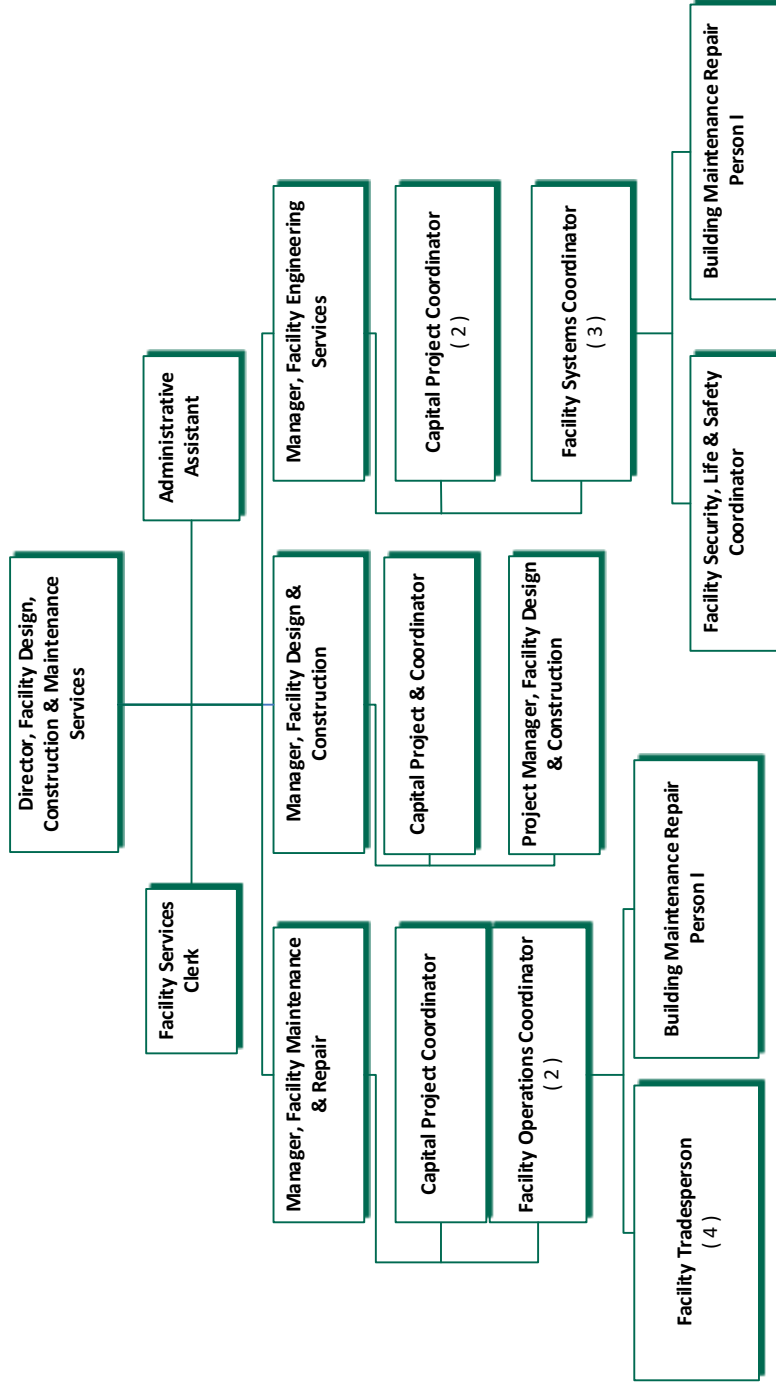 Director, Facility Design,
Construction & Maintenance
Services
Facility Services
Clerk
Administrative
Assistant
Manager, Facility Maintenance
& Repair
Manager, Facility Design &
Construction
Manager, Facility Engineering
Services
Capital Project Coordinator
Capital Project & Coordinator
Capital Project Coordinator
( 2 )
Facility Operations Coordinator
( 2 )
Project Manager, Facility Design
& Construction
Facility Systems Coordinator
( 3 )
Facility Tradesperson
( 4 )
Building Maintenance Repair
Person I
Facility Security, Life & Safety
Coordinator
Building Maintenance Repair
Person I